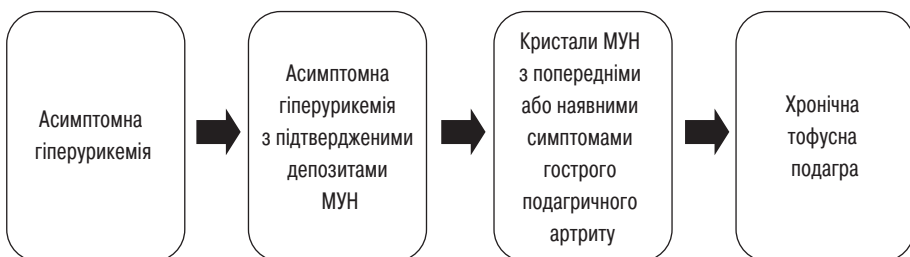 Асимптомна
гіперурикемія
Асимптомна
гіперурикемія
з підтвердженими
депозитами
МУН
Кристали МУН
з попередніми
або наявними
симптомами
гострого
подагричного
артриту
Хронічна
тофусна
подагра